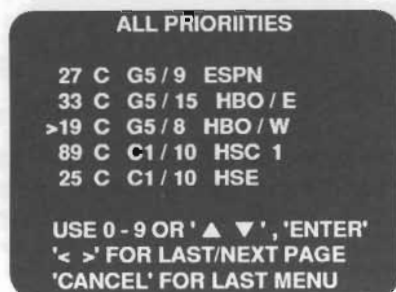 ALL PRIORIITIES
27 C G5 / 9 ESPN
33 C G5 / 15 HBO / E
>19 C G5 / 8 HBO / W
89 C C1 / 10 HSC 1
25 C C1 / 10 HSE
USE 0 - 9 OR ' ▲ ▼ ' , 'ENTER'
'< >' FOR LAST/NEXT PAGE
'CANCEL' FOR LAST MENU